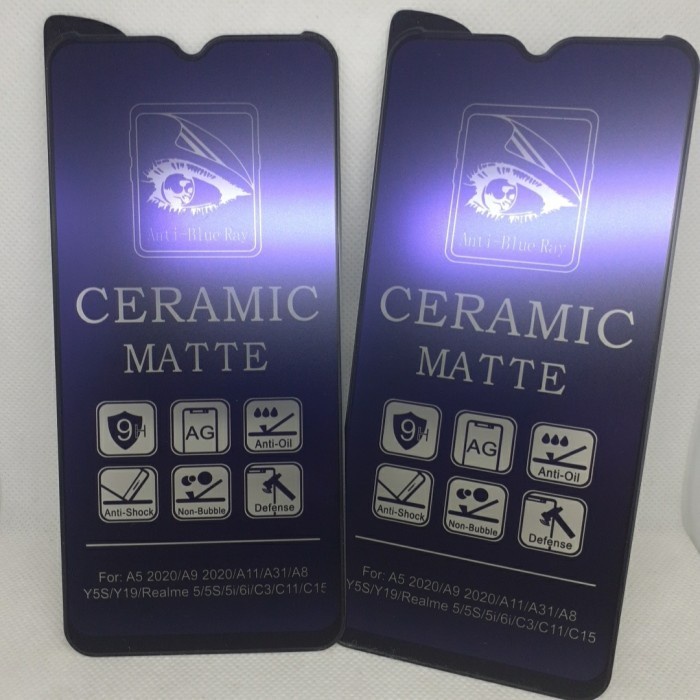 Anti-Blue Ray
CERAMIC
MATTE
9H
AG
Anti-Oil
Anti-Shock
Non-Bubble
Defense
For: A5 2020/A9 2020/A11/A31/A8
Y5S/Y19/Realme 5/5S/5i/6i/C3/C11/C15
Anti-Blue Ray
CERAMIC
MATTE
9H
AG
Anti-Oil
Anti-Shock
Non-Bubble
Defense
For: A5 2020/A9 2020/A11/A31/A8
Y5S/Y19/Realme 5/5S/5i/6i/C3/C11/C15